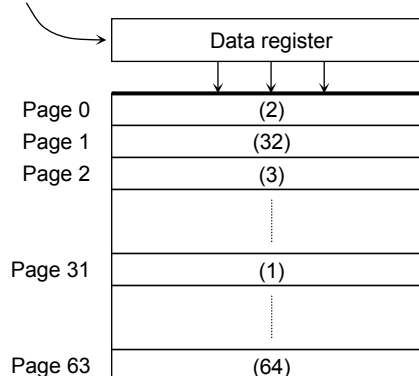 Data register
Page 0 (2)
Page 1 (32)
Page 2 (3)
Page 31 (1)
Page 63 (64)